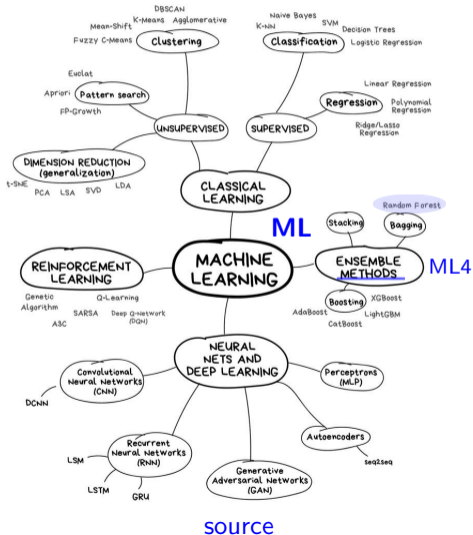 DBSCAN
Mean-Shift
K-Means
Agglomerative
Fuzzy C-Means
Clustering
Euclat
Apriori
Pattern search
FP-Growth
UNSUPERVISED
DIMENSION REDUCTION
(generalization)
t-SNE
PCA
LSA
SVD
LDA
Naive Bayes
K-NN
SVM
Decision Trees
Classification
Logistic Regression
Linear Regression
Regression
Polynomial
Regression
Ridge/Lasso
Regression
SUPERVISED
CLASSICAL
LEARNING
ML
Random Forest
Stacking
Bagging
MACHINE
LEARNING
ENSEMBLE
METHODS
ML4
Boosting
XGBoost
AdaBoost
LightGBM
CatBoost
REINFORCEMENT
LEARNING
Genetic
Algorithm
Q-Learning
SARSA
Deep Q-Network
(DQN)
A3C
NEURAL
NETS AND
DEEP LEARNING
Convolutional
Neural Networks
(CNN)
DCNN
Perceptrons
(MLP)
Recurrent
Neural Networks
(RNN)
LSM
LSTM
GRU
Autoencoders
seq2seq
Generative
Adversarial Networks
(GAN)
source